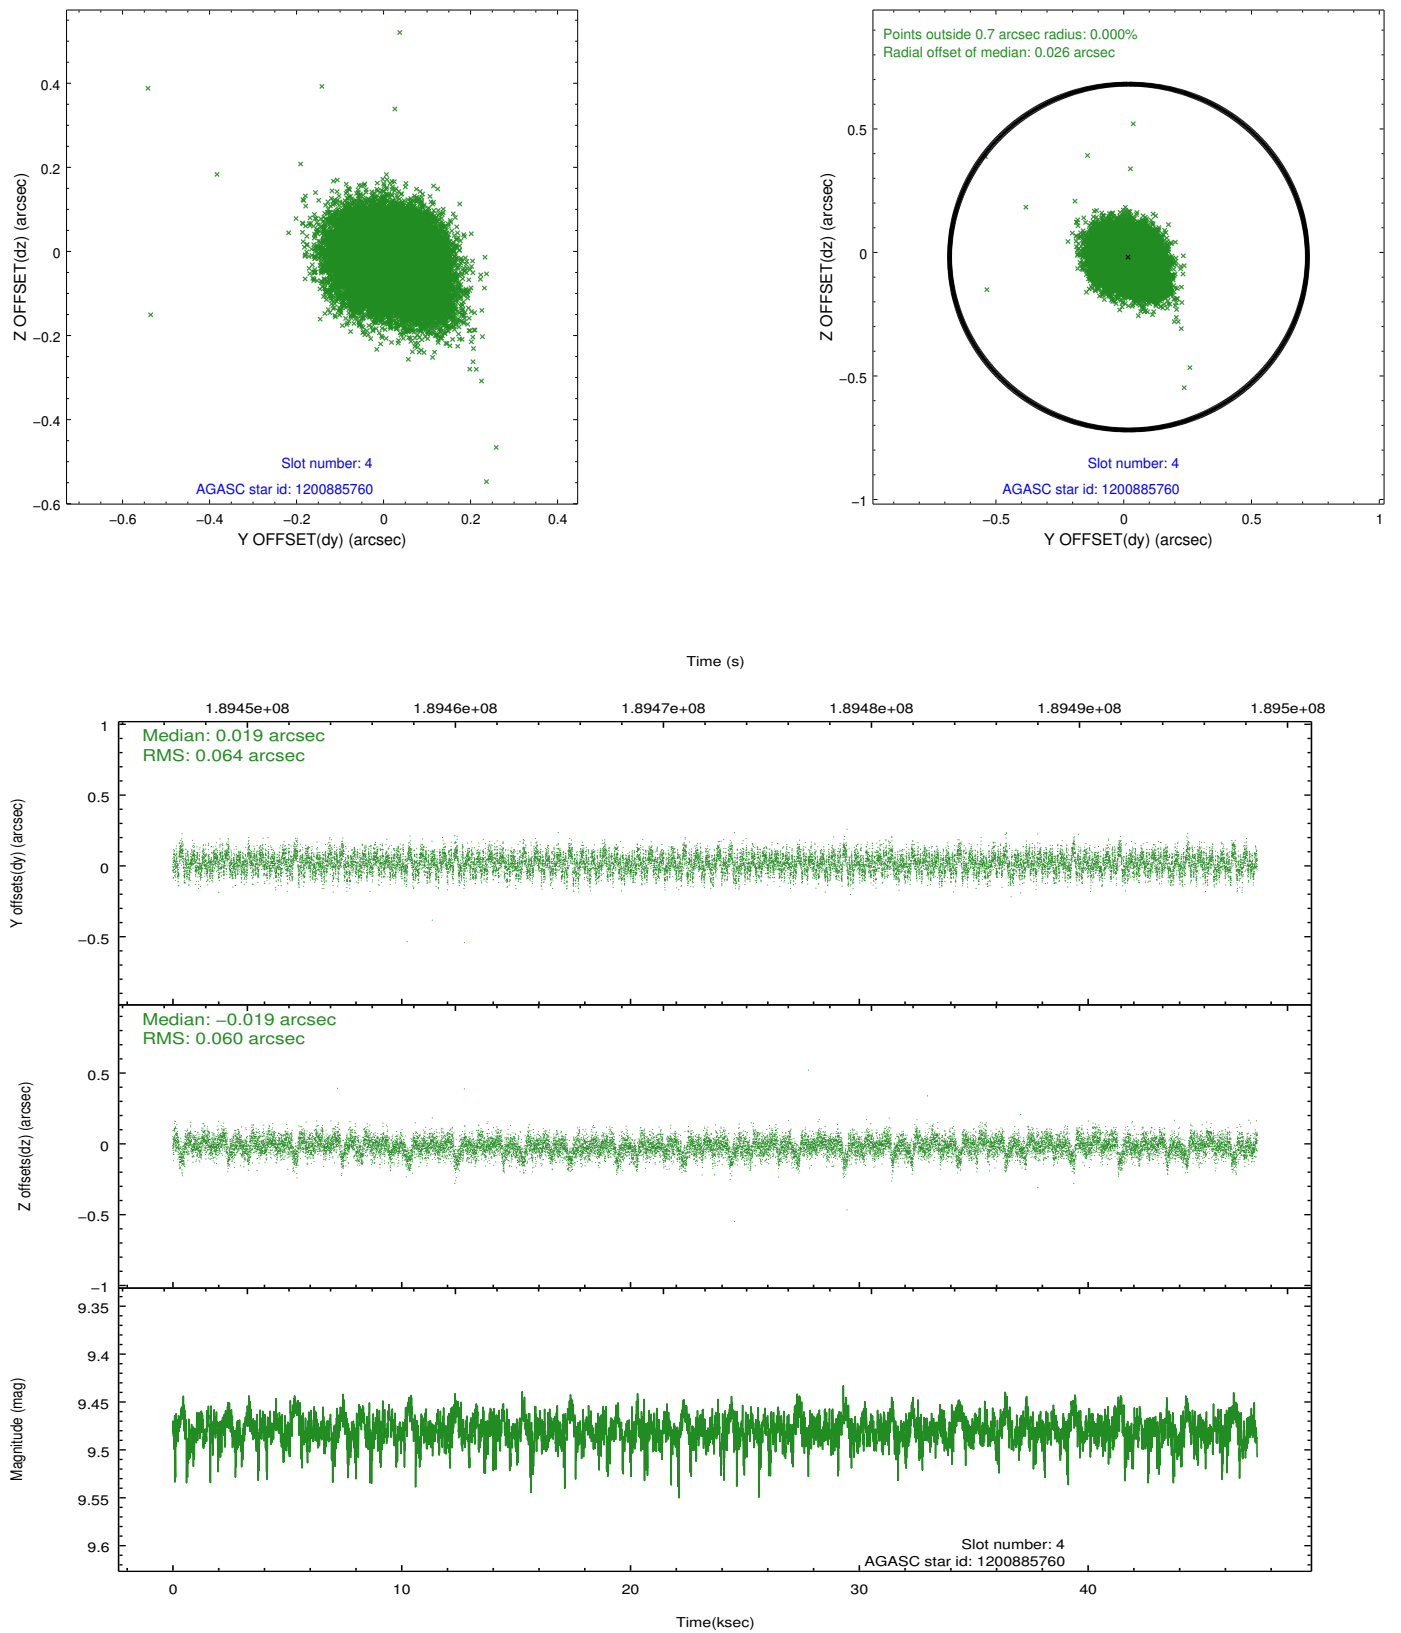 0.4
0.2
0
−0.2
−0.4
−0.6
−0.6
−0.4
−0.2
0
0.2
0.4
Z OFFSET(dz) (arcsec)
Y OFFSET(dy) (arcsec)
Slot number: 4
AGASC star id: 1200885760
Points outside 0.7 arcsec radius: 0.000%
Radial offset of median: 0.026 arcsec
0.5
0
−0.5
−1
−0.5
0
0.5
1
Z OFFSET(dz) (arcsec)
Y OFFSET(dy) (arcsec)
Slot number: 4
AGASC star id: 1200885760
Time (s)
1.8945e+08
1.8946e+08
1.8947e+08
1.8948e+08
1.8949e+08
1.895e+08
Median: 0.019 arcsec
RMS: 0.064 arcsec
1
0.5
0
−0.5
Y offsets(dy) (arcsec)
Median: −0.019 arcsec
RMS: 0.060 arcsec
0.5
0
−0.5
−1
Z offsets(dz) (arcsec)
9.35
9.4
9.45
9.5
9.55
9.6
Magnitude (mag)
Slot number: 4
AGASC star id: 1200885760
0
10
20
30
40
Time(ksec)